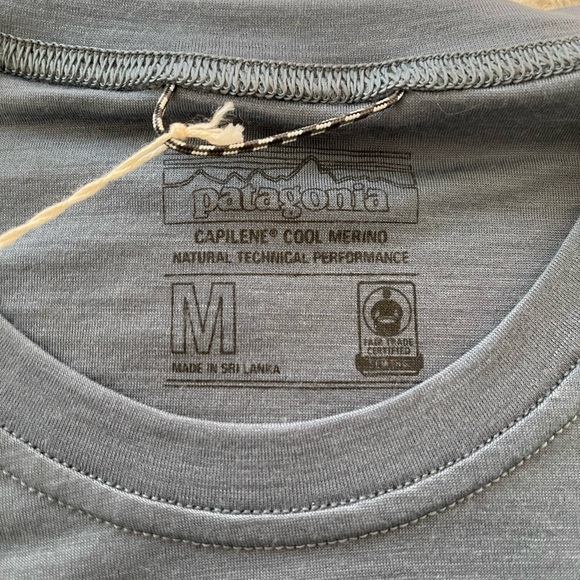 patagonia
CAPILENE® COOL MERINO
NATURAL TECHNICAL PERFORMANCE
M
MADE IN SRI LANKA
FAIR TRADE
CERTIFIED